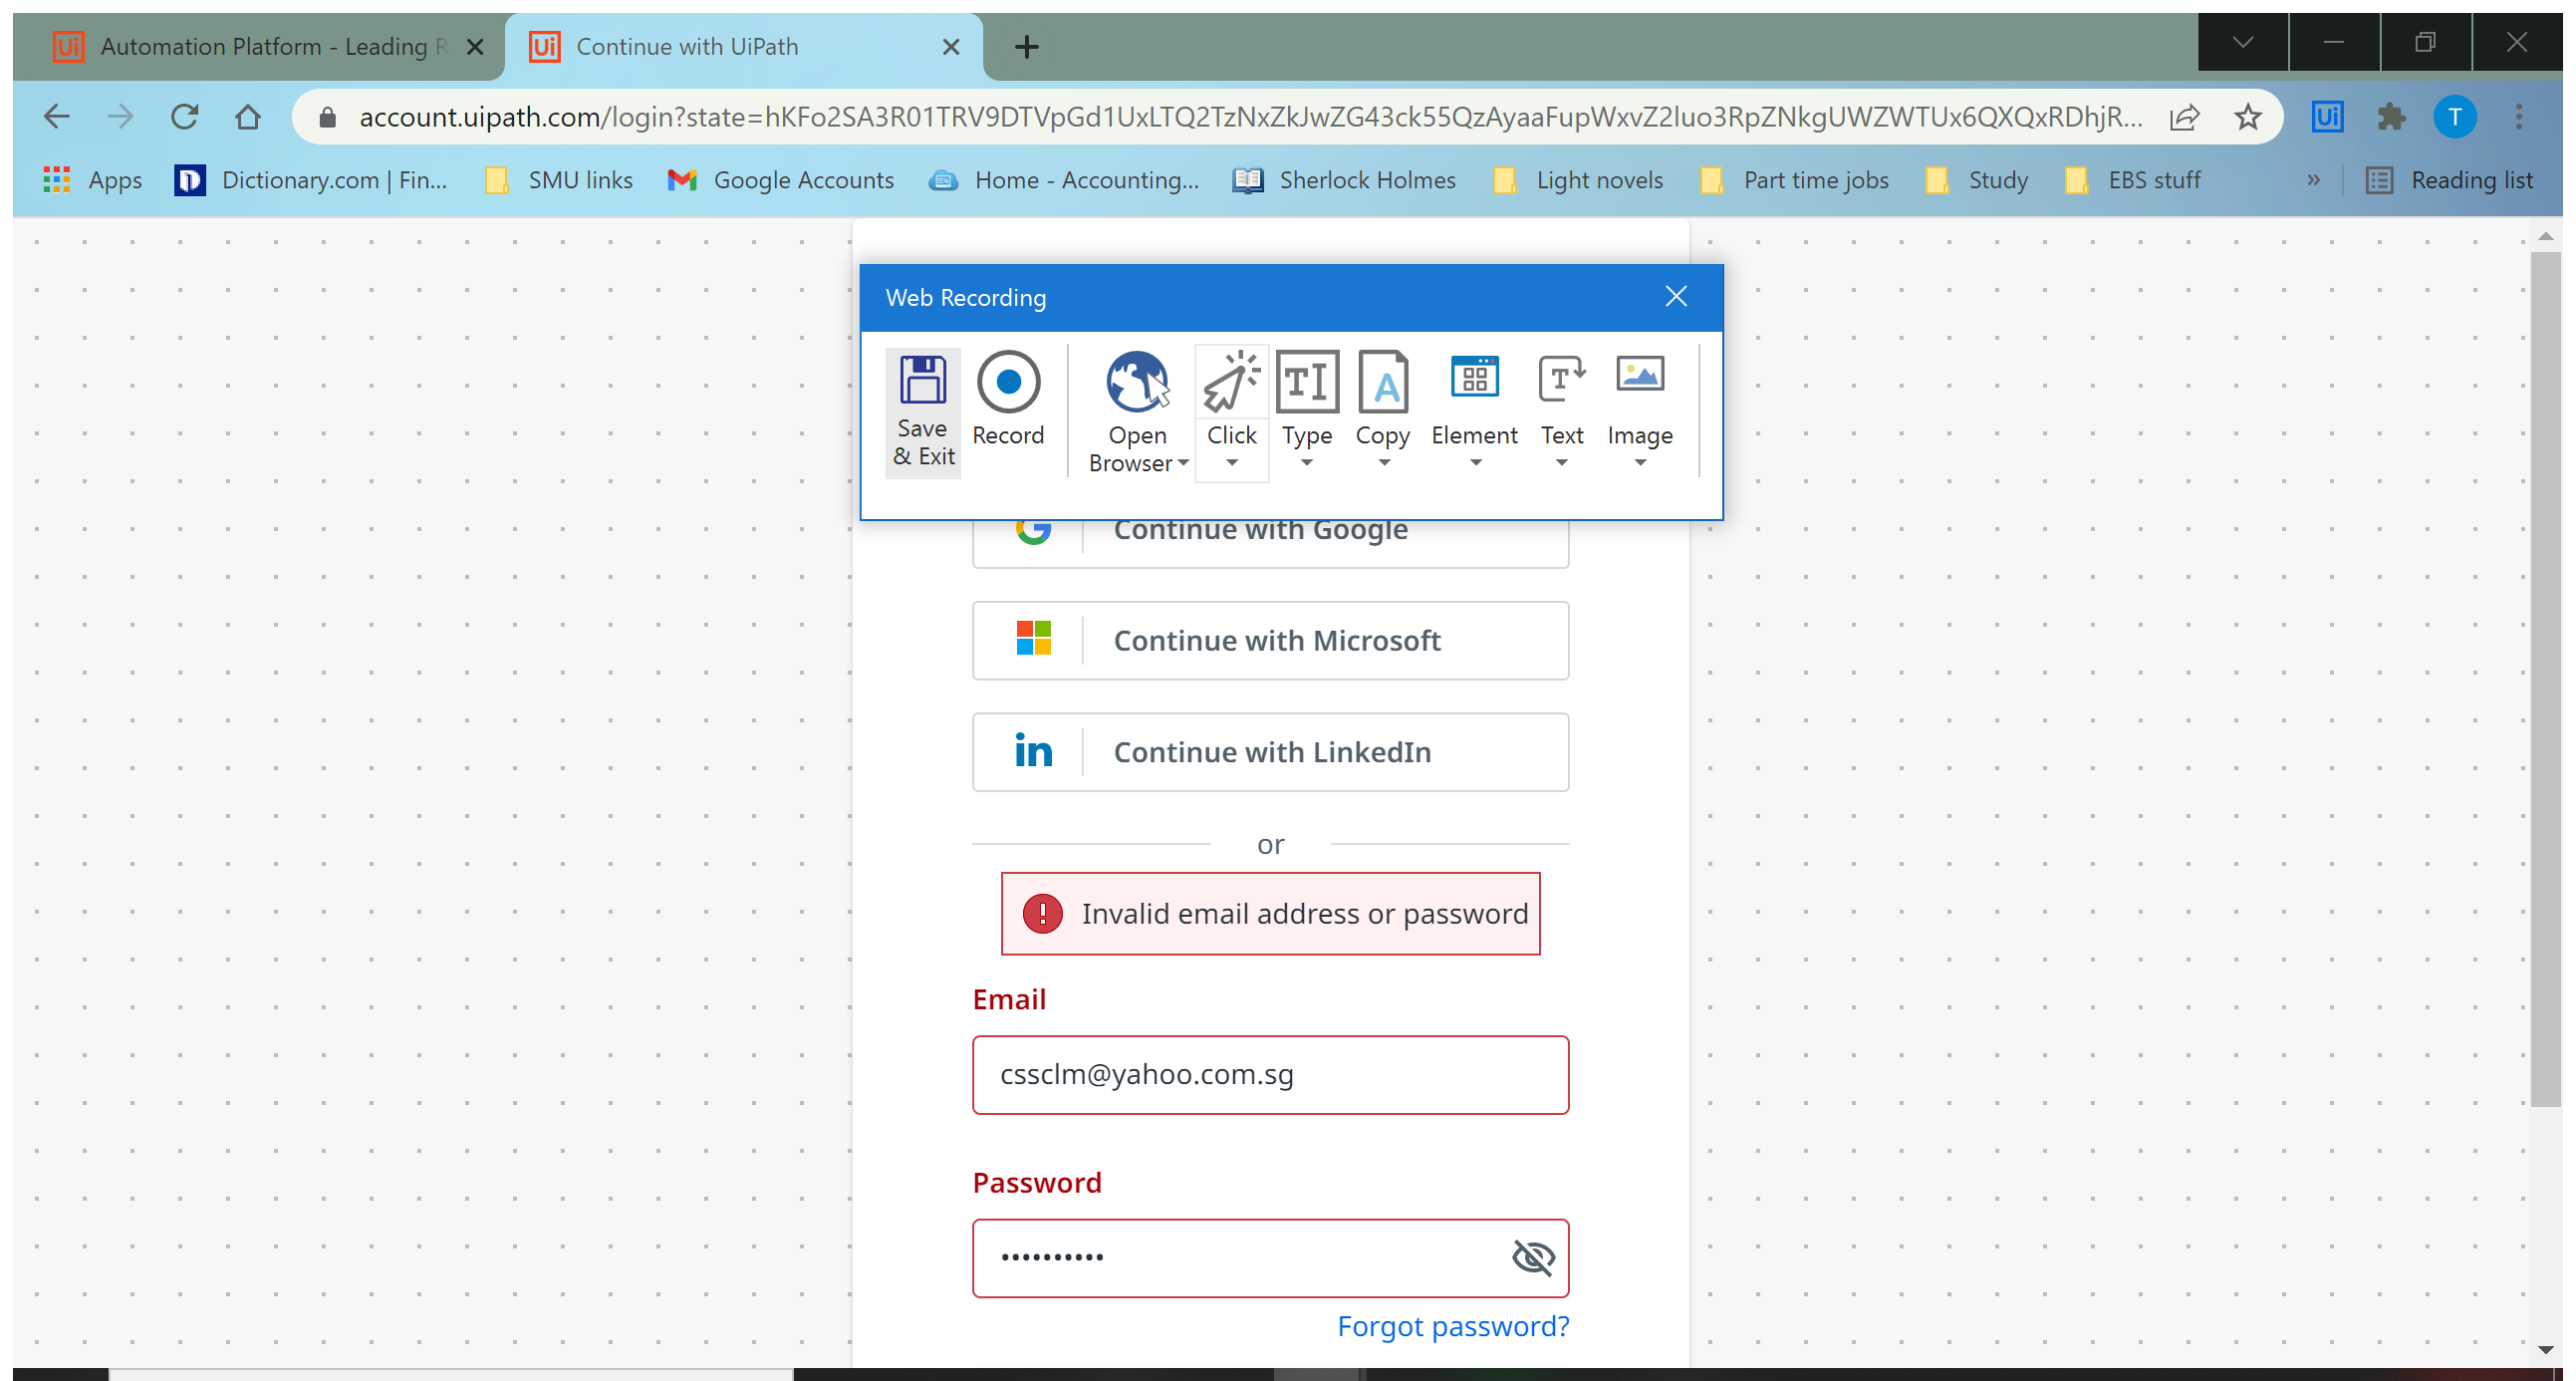 Ui Automation Platform - Leading R
Ui Continue with UiPath
account.uipath.com/login?state=hKFo2SA3R01TRV9DTVpGd1UxLTQ2TzNxZkJwZG43ck55QzAyaaFupWxvZ2luo3RpZNkgUWZWTUx6QXQxRDhjR...
Ui
T
Apps
Dictionary.com | Fin...
SMU links
Google Accounts
Home - Accounting...
Sherlock Holmes
Light novels
Part time jobs
Study
EBS stuff
»
Reading list
Web Recording
Save & Exit
Record
Open Browser
Click
Type
Copy
Element
Text
Image
Continue with Google
Continue with Microsoft
in Continue with LinkedIn
or
Invalid email address or password
Email
cssclm@yahoo.com.sg
Password
••••••••••
Forgot password?